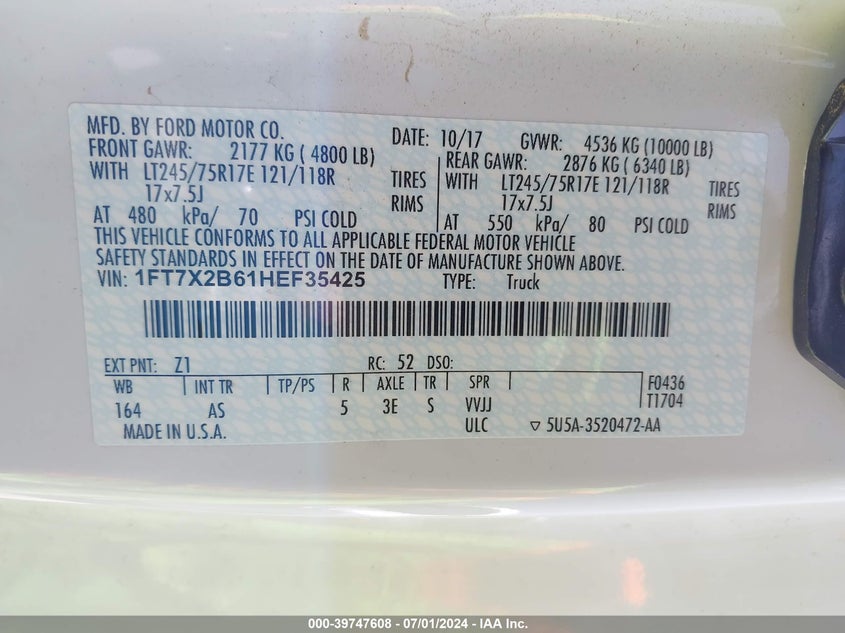 MFD. BY FORD MOTOR CO. DATE: 10/17 GVWR: 4536 KG (10000 LB)
FRONT GAWR: 2177 KG ( 4800 LB) REAR GAWR: 2876 KG ( 6340 LB)
WITH LT245/75R17E 121/118R TIRES WITH LT245/75R17E 121/118R TIRES
17x7.5J RIMS 17x7.5J RIMS
AT 480 kPa/ 70 PSI COLD AT 550 kPa/ 80 PSI COLD
THIS VEHICLE CONFORMS TO ALL APPLICABLE FEDERAL MOTOR VEHICLE
SAFETY STANDARDS IN EFFECT ON THE DATE OF MANUFACTURE SHOWN ABOVE.
VIN: 1FT7X2B61HEF35425 TYPE: Truck
EXT PNT: Z1 RC: 52 DSO:
WB INT TR TP/PS R AXLE TR SPR F0436
164 AS 5 3E S VVJJ T1704
MADE IN U.S.A. ULC ▽ 5U5A-3520472-AA
000-39747608 - 07/01/2024 - IAA Inc.